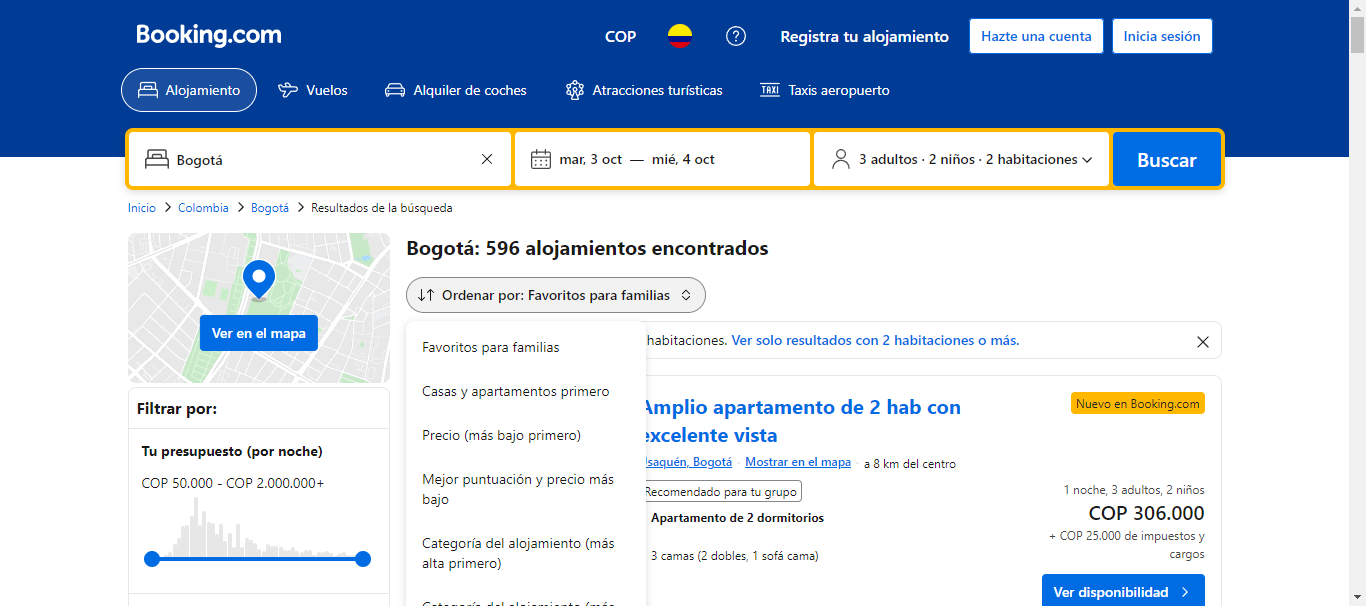 Booking.com
COP
Registra tu alojamiento
Hazte una cuenta
Inicia sesión
Alojamiento
Vuelos
Alquiler de coches
Atracciones turísticas
TAXI Taxis aeropuerto
Bogotá
mar, 3 oct — mié, 4 oct
3 adultos · 2 niños · 2 habitaciones
Buscar
Inicio > Colombia > Bogotá > Resultados de la búsqueda
Ver en el mapa
Filtrar por:
Tu presupuesto (por noche)
COP 50.000 - COP 2.000.000+
Bogotá: 596 alojamientos encontrados
Ordenar por: Favoritos para familias
Favoritos para familias
Casas y apartamentos primero
Precio (más bajo primero)
Mejor puntuación y precio más
bajo
Categoría del alojamiento (más
alta primero)
Categoría del alojamiento (más
habitaciones. Ver solo resultados con 2 habitaciones o más.
Amplio apartamento de 2 hab con
excelente vista
Usaquén, Bogotá · Mostrar en el mapa · a 8 km del centro
Recomendado para tu grupo
Apartamento de 2 dormitorios
3 camas (2 dobles, 1 sofá cama)
Nuevo en Booking.com
1 noche, 3 adultos, 2 niños
COP 306.000
+ COP 25.000 de impuestos y
cargos
Ver disponibilidad